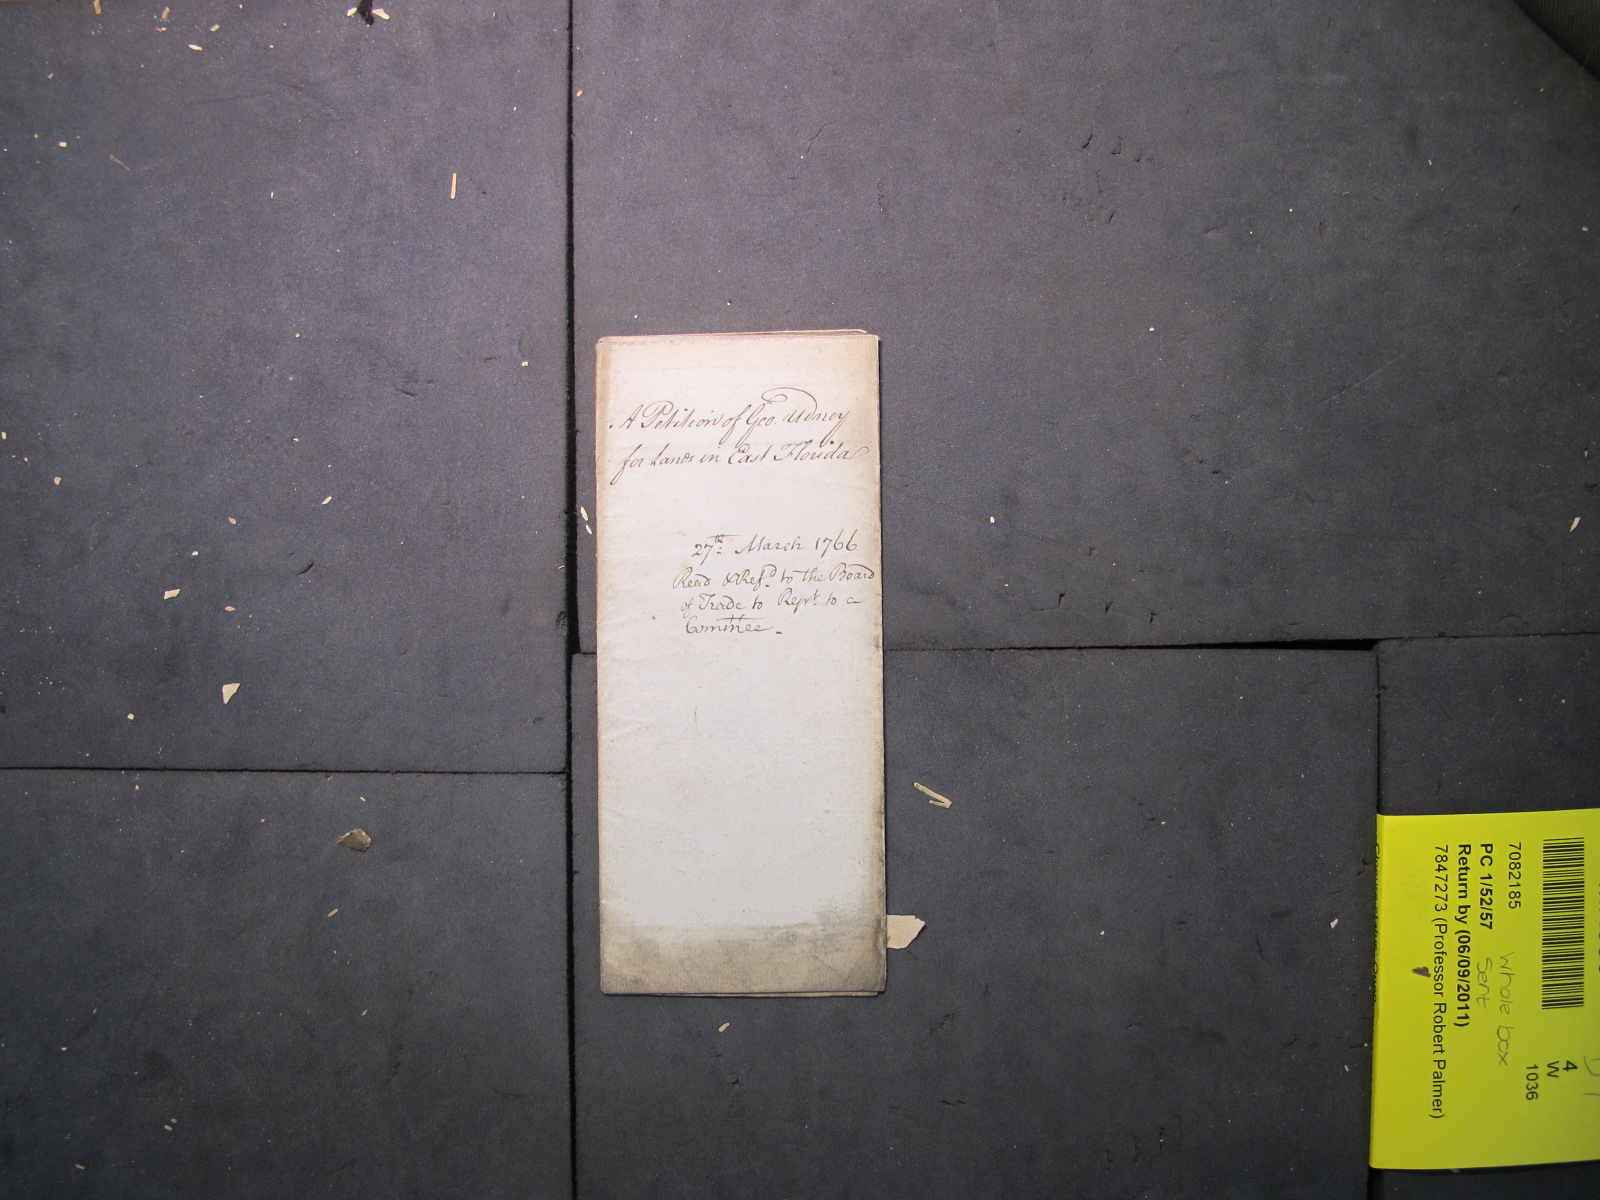 A Petition of Geo. Udney
for Lands in East Florida
27th: March 1766
Read & Refd. to the Board
of Trade to Report to a
Committee.
7082185
PC 1/52/57
Return by (06/09/2011)
7847273 (Professor Robert Palmer)
Whole box
Sent
4
W
1036